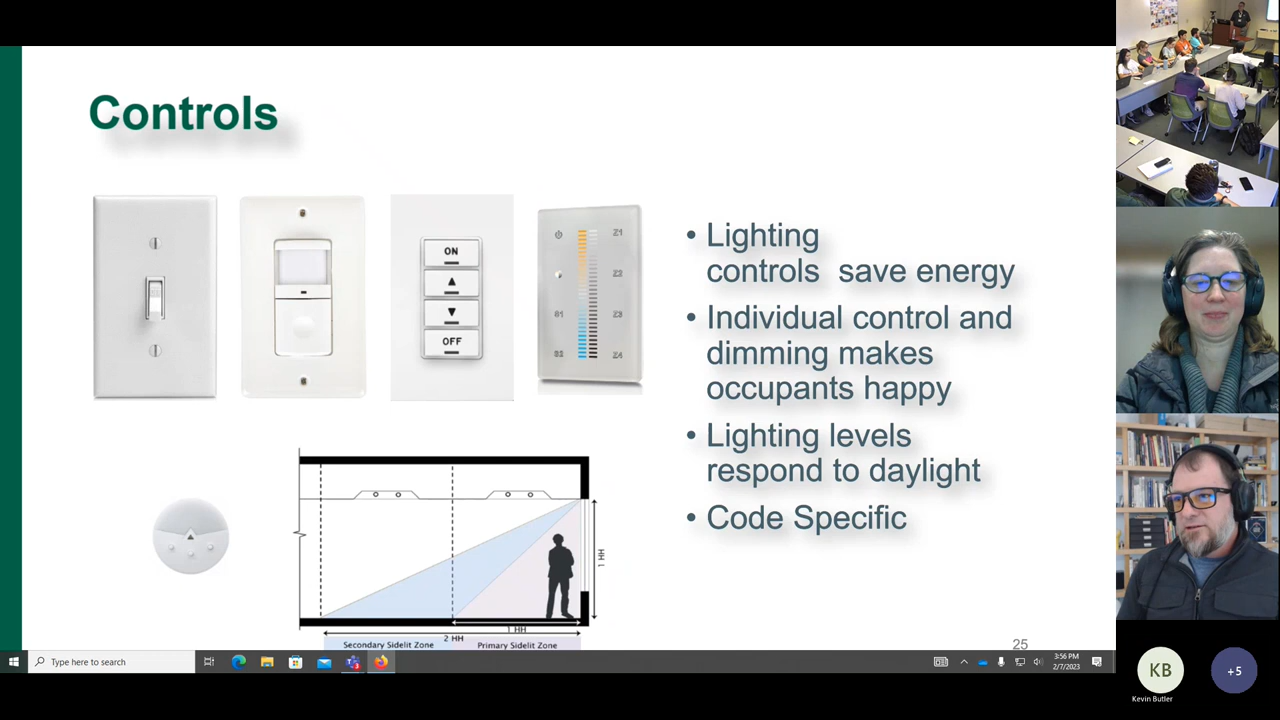 Controls
ON
OFF
Z1
Z2
S1
Z3
S2
Z4
• Lighting
controls save energy
• Individual control and
dimming makes
occupants happy
• Lighting levels
respond to daylight
• Code Specific
1 HH
1 HH
2 HH
Secondary Sidelit Zone
Primary Sidelit Zone
25
Type here to search
3:56 PM
2/7/2023
KB
+5
Kevin Butler